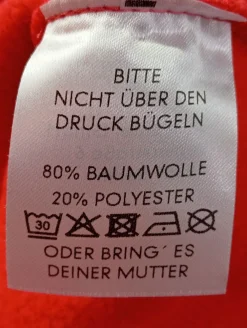 BITTE
NICHT ÜBER DEN
DRUCK BÜGELN
80% BAUMWOLLE
20% POLYESTER
30
ODER BRING´ ES
DEINER MUTTER